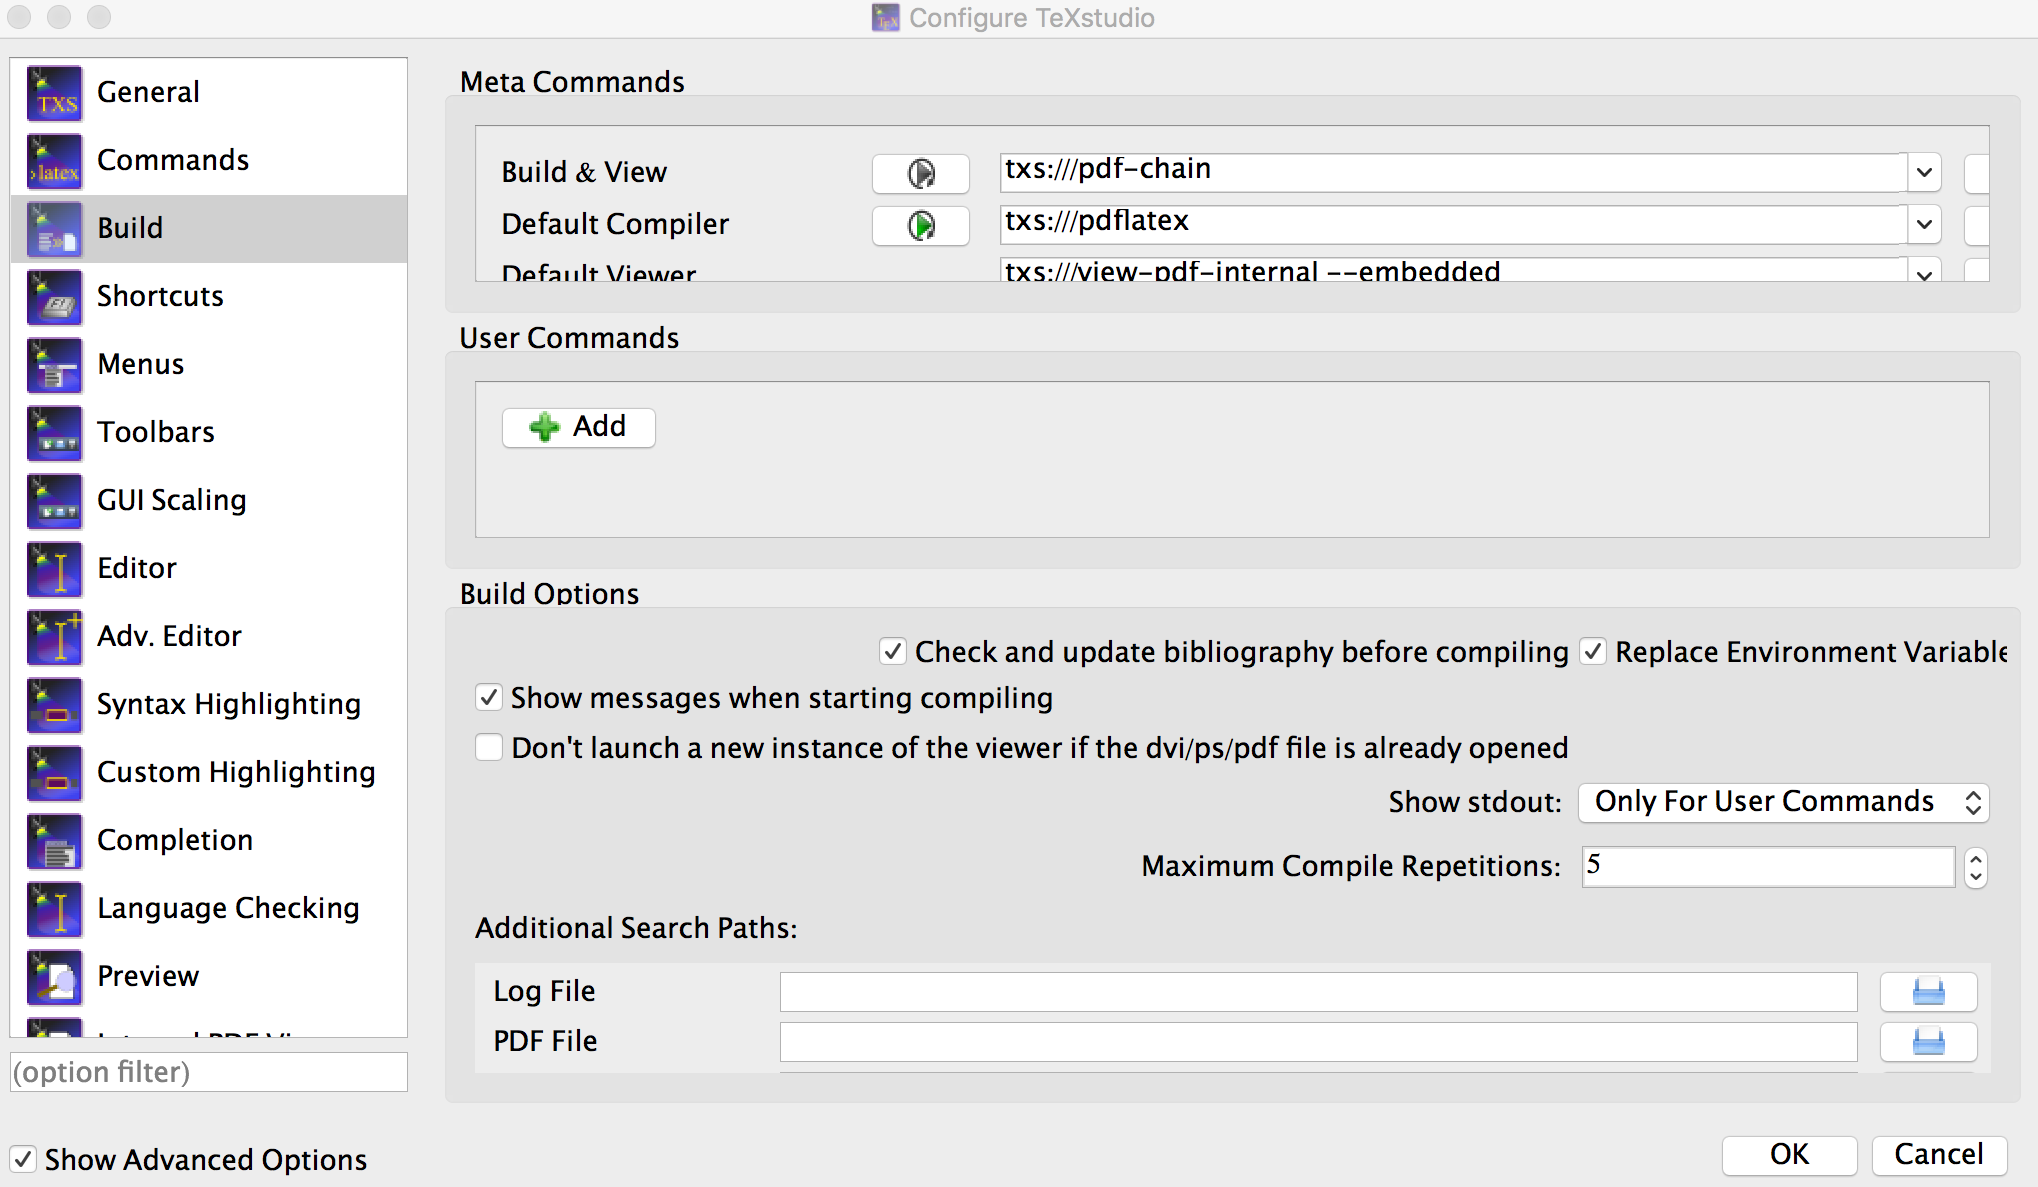 Configure TeXstudio
General
Commands
Build
Shortcuts
Menus
Toolbars
GUI Scaling
Editor
Adv. Editor
Syntax Highlighting
Custom Highlighting
Completion
Language Checking
Preview
(option filter)
Show Advanced Options
Meta Commands
Build & View txs:///pdf-chain
Default Compiler txs:///pdflatex
Default Viewer txs:///view-pdf-internal --embedded
User Commands
Add
Build Options
Check and update bibliography before compiling Replace Environment Variable
Show messages when starting compiling
Don't launch a new instance of the viewer if the dvi/ps/pdf file is already opened
Show stdout: Only For User Commands
Maximum Compile Repetitions: 5
Additional Search Paths:
Log File
PDF File
OK Cancel